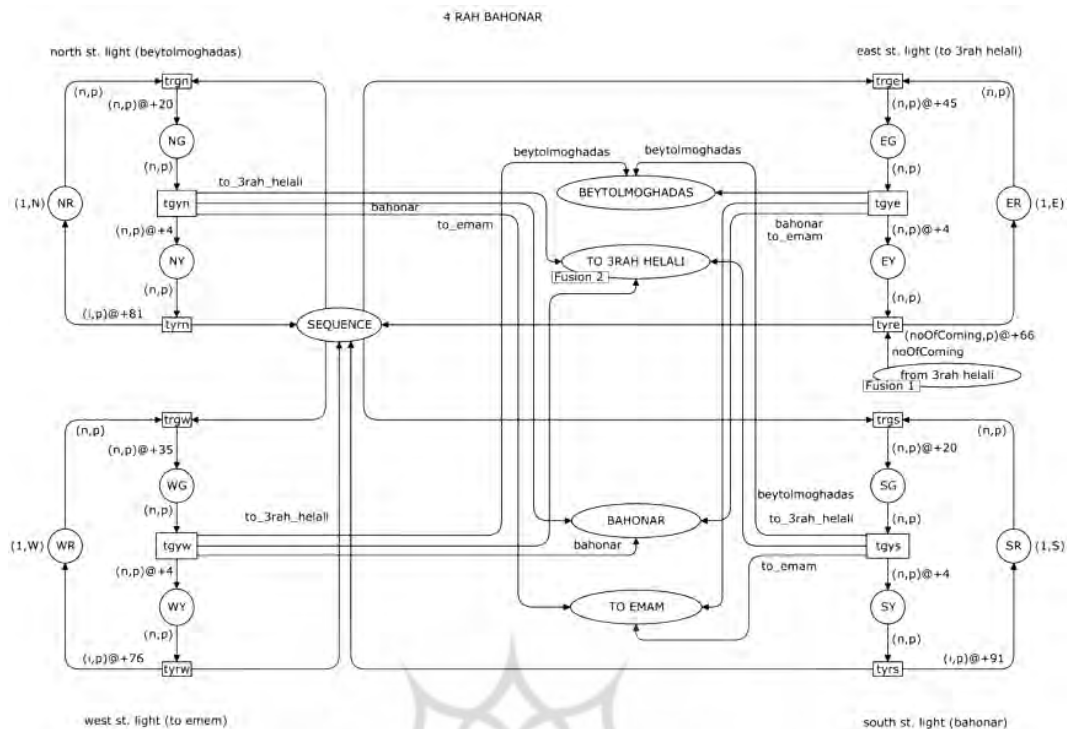 4 RAH BAHONAR
north st. light (beytolmoghadas)
east st. light (to 3rah helali)
trgn
(n,p)
(n,p)@+20
NG
(n,p)
(1,N)
NR
tgyn
(n,p)@+4
NY
(n,p)
(i,p)@+81
tyrn
to_3rah_helali
bahonar
to_emam
SEQUENCE
beytolmoghadas
beytolmoghadas
BEYTOLMOGHADAS
TO 3RAH HELALI
Fusion 2
bahonar
to_emam
trge
(n,p)
(n,p)@+45
EG
(n,p)
tgye
ER
(1,E)
(n,p)@+4
EY
(n,p)
tyre
(noOfComing,p)@+66
noOfComing
from 3rah helali
Fusion 1
trgw
(n,p)
(n,p)@+35
WG
(n,p)
(1,W)
WR
tgyw
(n,p)@+4
WY
(n,p)
(i,p)@+76
tyrw
to_3rah_helali
bahonar
BAHONAR
TO EMAM
beytolmoghadas
to_3rah_helali
to_emam
trgs
(n,p)
(n,p)@+20
SG
(n,p)
tgys
SR
(1,S)
(n,p)@+4
SY
(n,p)
tyrs
(i,p)@+91
west st. light (to emem)
south st. light (bahonar)